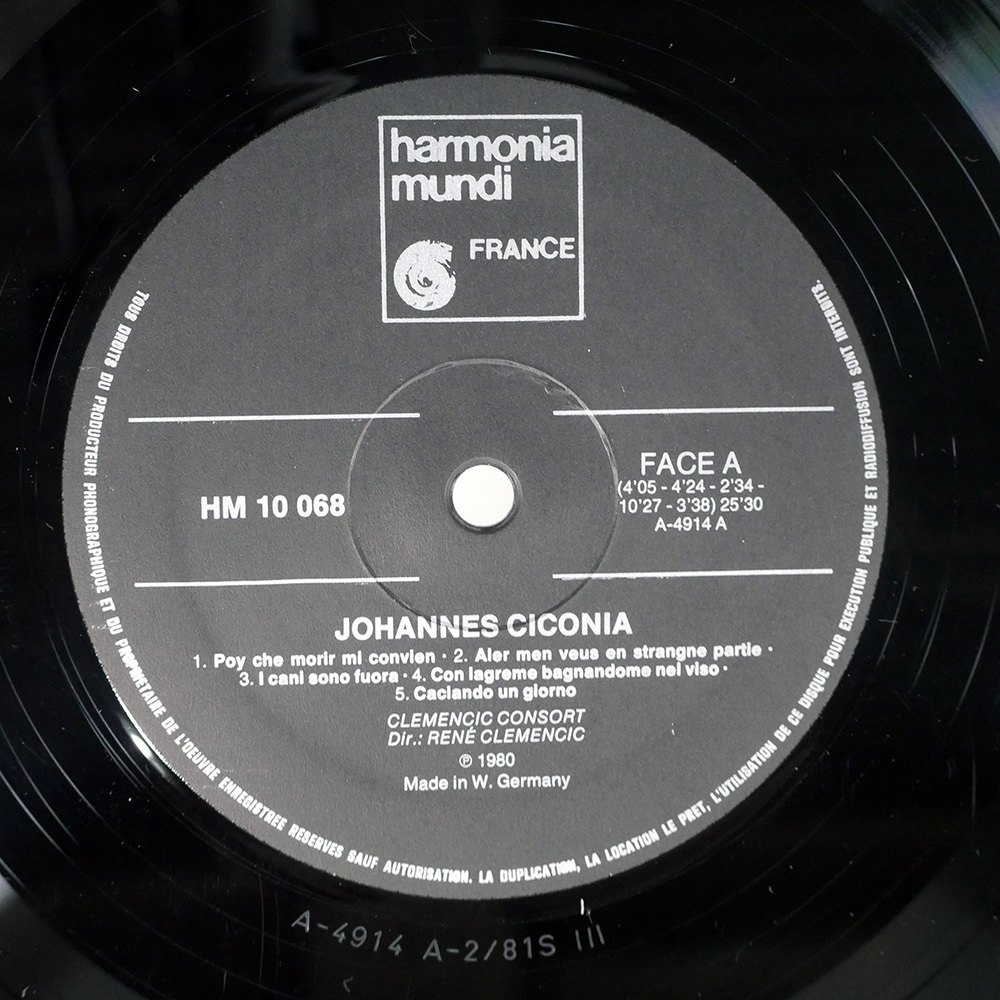 harmonia
mundi
FRANCE
HM 10 068
FACE A
(4'05 - 4'24 - 2'34 -
10'27 - 3'38) 25'30
A-4914 A
JOHANNES CICONIA
1. Poy che morir mi convien · 2. Aler men veus en strangne partie ·
3. I cani sono fuora · 4. Con lagreme bagnandome nel viso ·
5. Caciando un giorno
CLEMENCIC CONSORT
Dir.: RENÉ CLEMENCIC
℗ 1980
Made in W. Germany
TOUS DROITS DU PRODUCTEUR PHONOGRAPHIQUE ET DU PROPRIETAIRE DE L'OEUVRE ENREGISTREE RESERVES SAUF AUTORISATION. LA DUPLICATION, LA LOCATION LE PRET, L'UTILISATION DE CE DISQUE POUR EXECUTION PUBLIQUE ET RADIODIFFUSION SONT INTERDITS.
A-4914 A-2/81S III